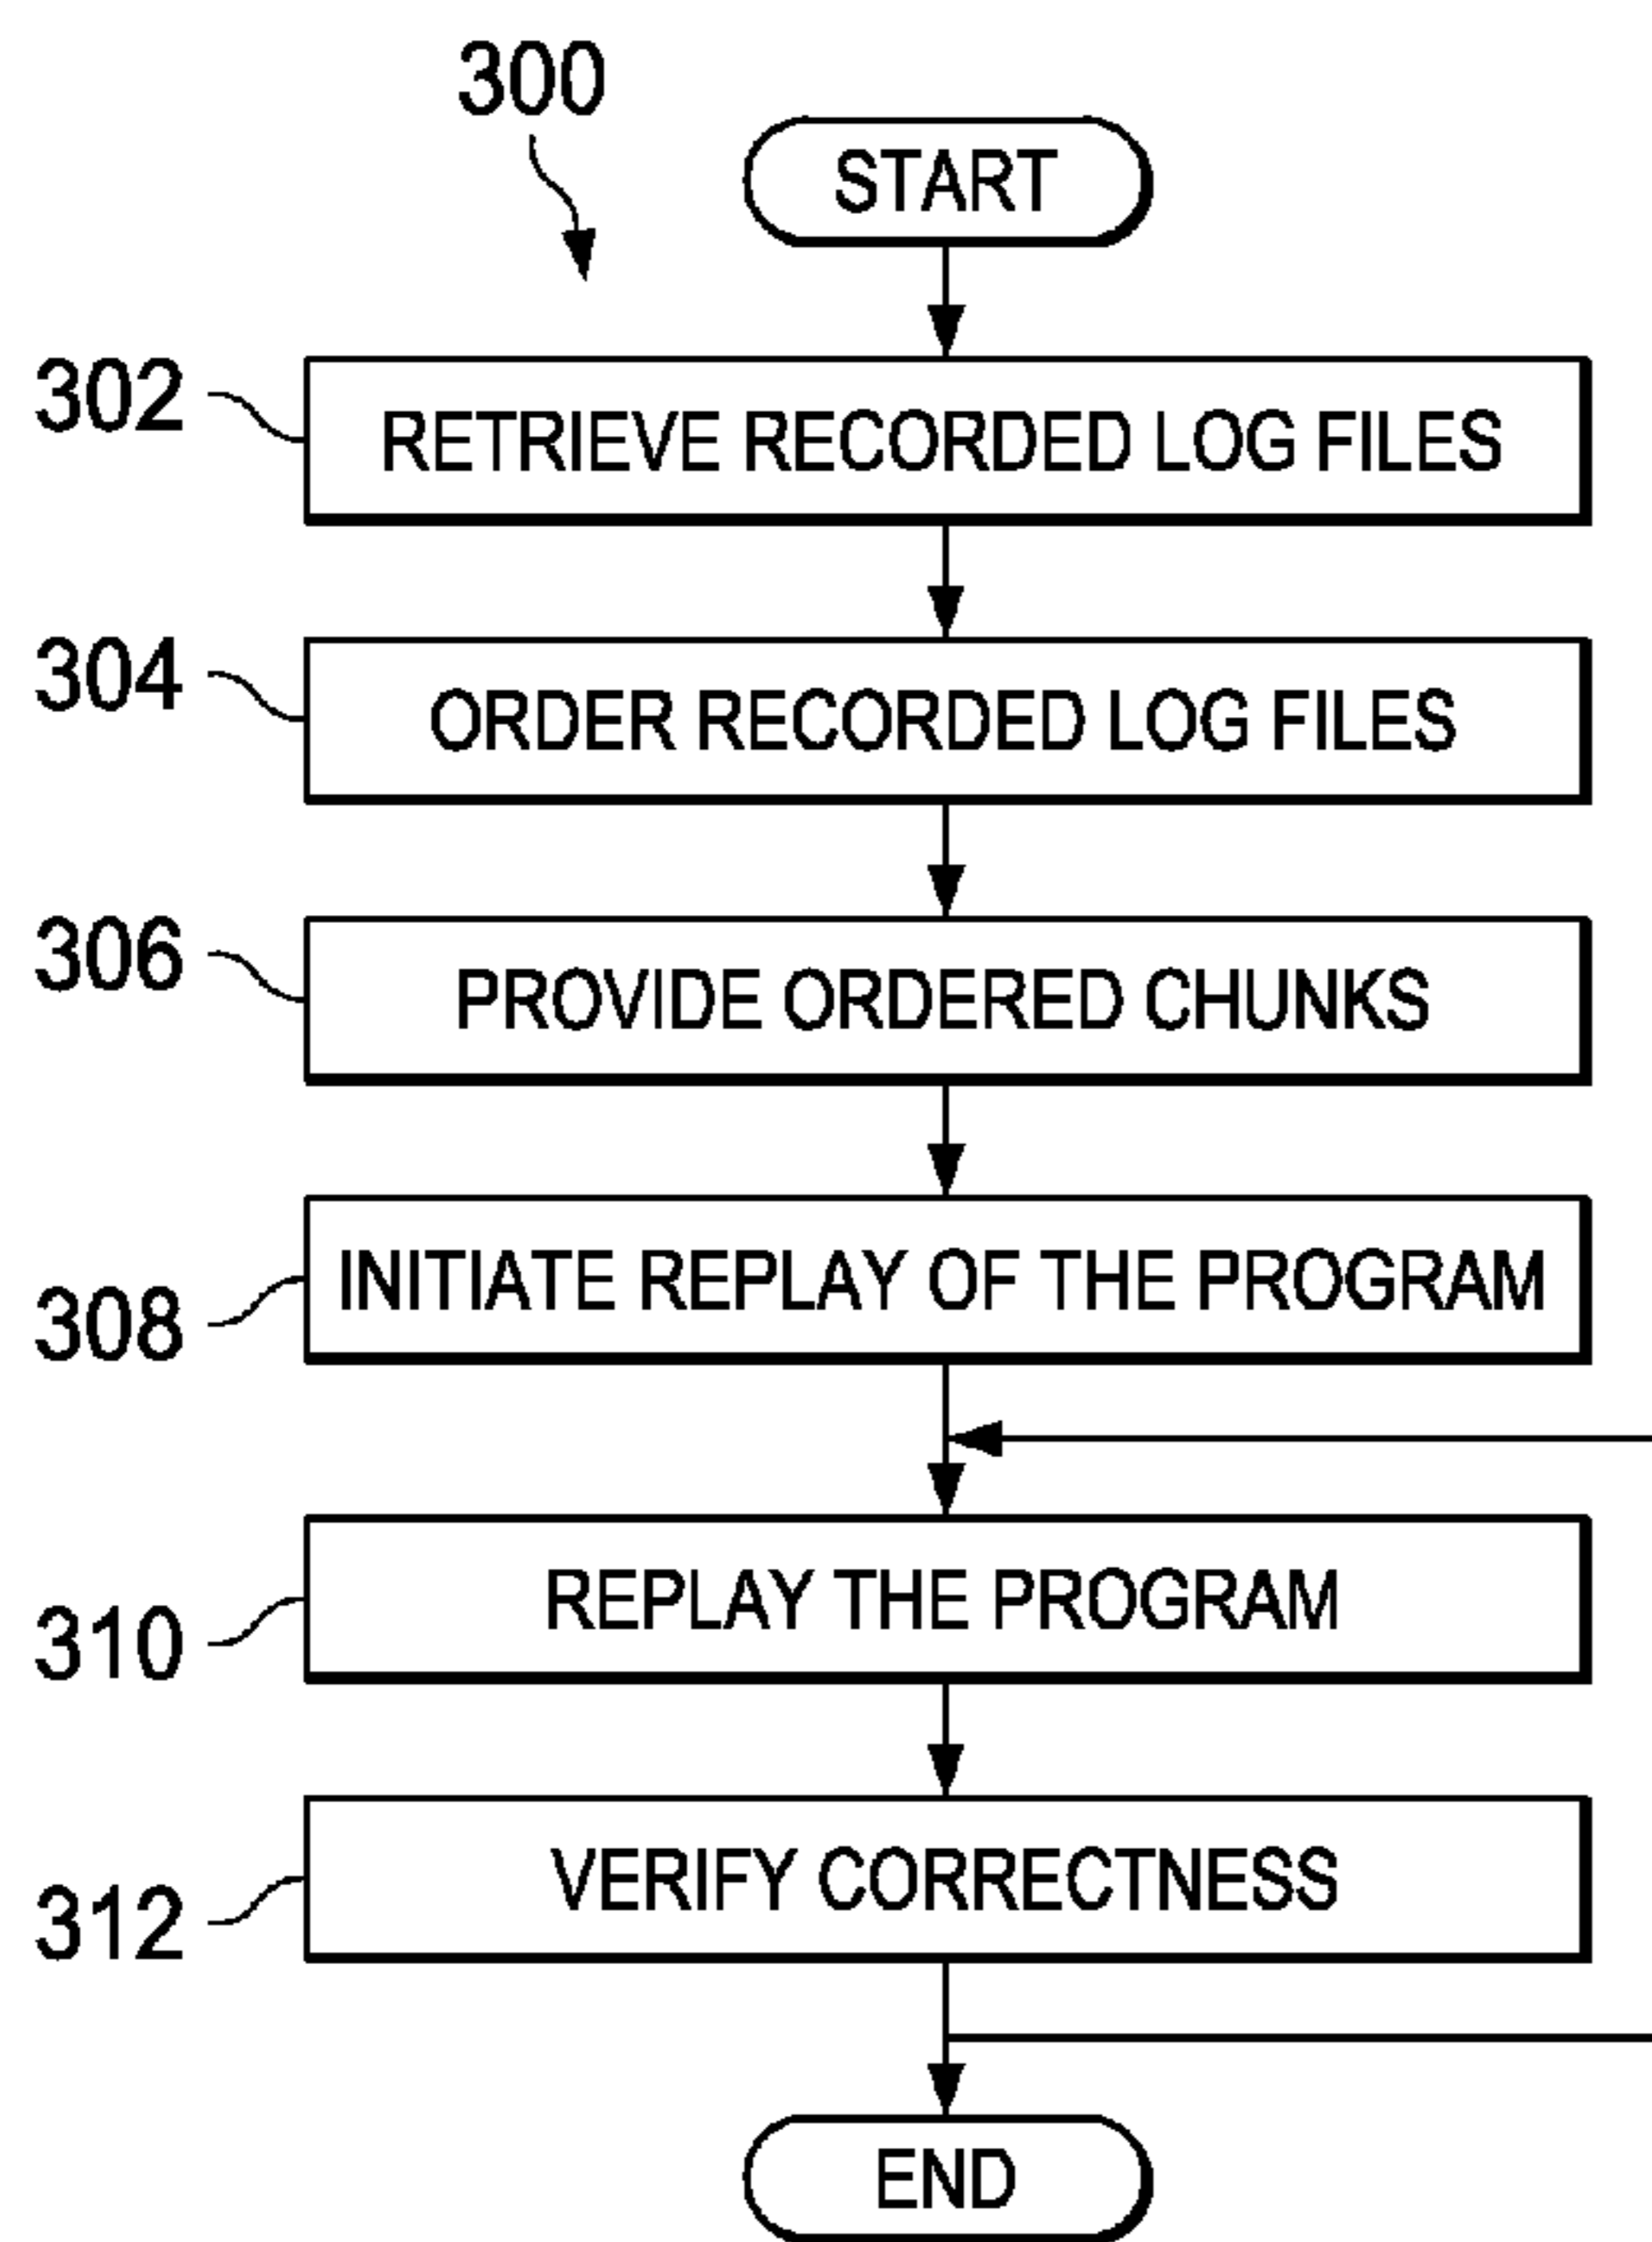 300
START
302
RETRIEVE RECORDED LOG FILES
304
ORDER RECORDED LOG FILES
306
PROVIDE ORDERED CHUNKS
308
INITIATE REPLAY OF THE PROGRAM
310
REPLAY THE PROGRAM
312
VERIFY CORRECTNESS
END